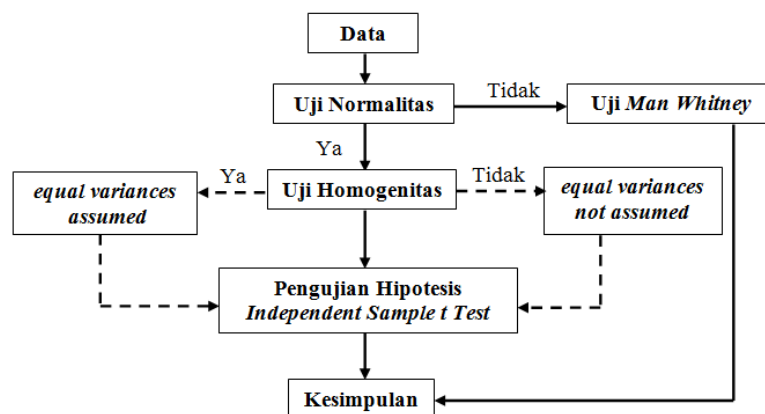 Data
Uji Normalitas
Tidak
Uji Man Whitney
Ya
Ya
Uji Homogenitas
Tidak
equal variances
assumed
equal variances
not assumed
Pengujian Hipotesis
Independent Sample t Test
Kesimpulan